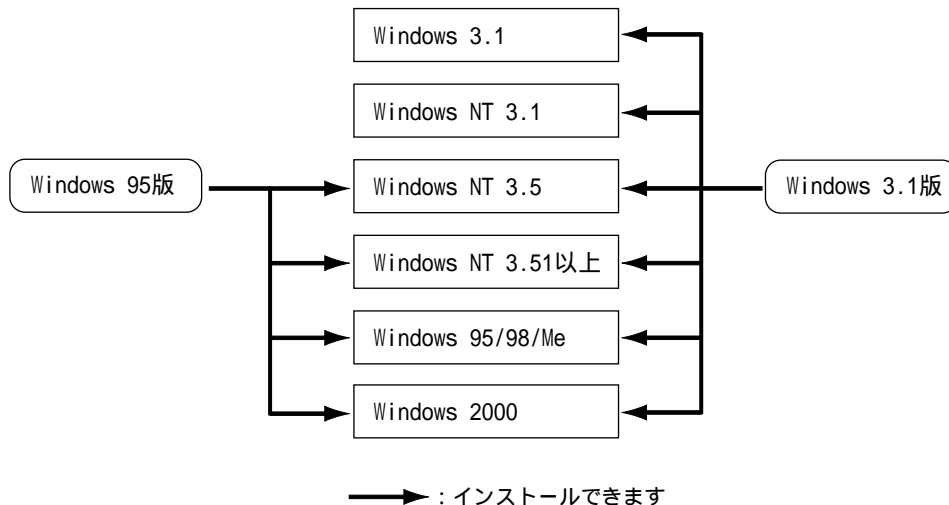 Windows 3.1
Windows NT 3.1
Windows 95版
Windows NT 3.5
Windows 3.1版
Windows NT 3.51以上
Windows 95/98/Me
Windows 2000
：インストールできます